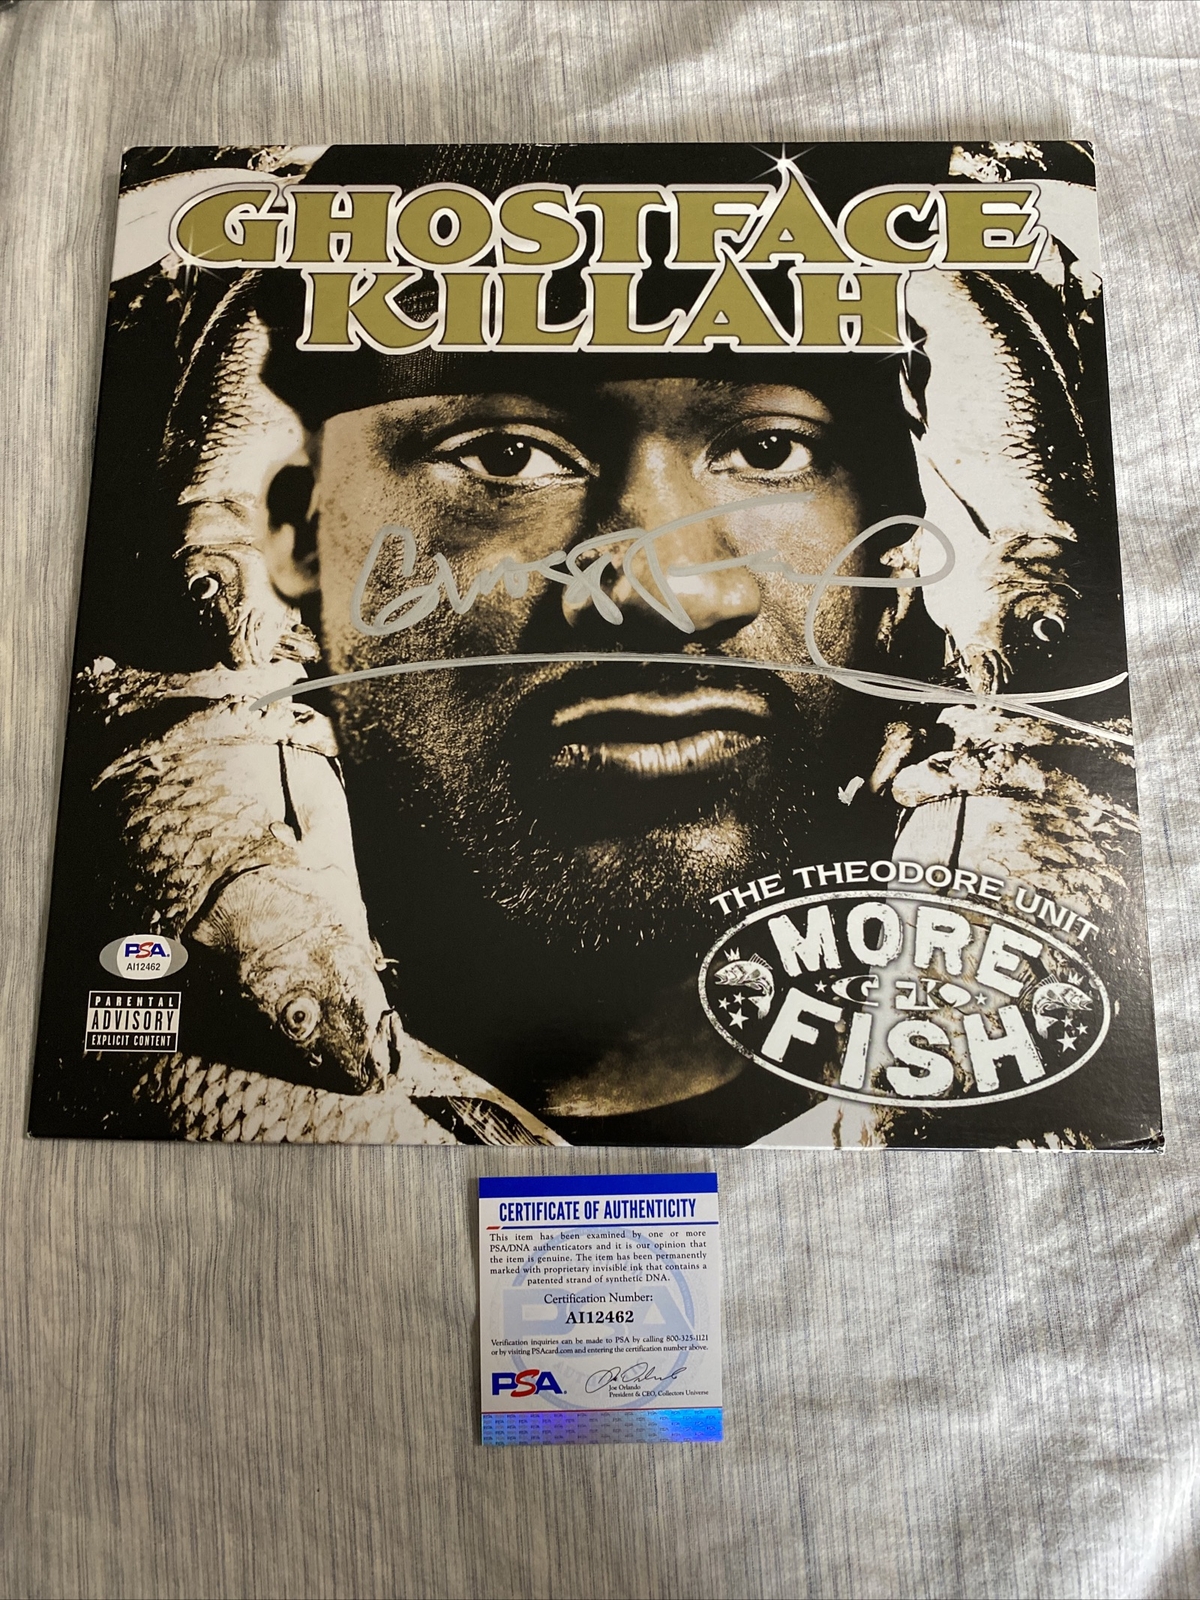 GHOSTFACE
KILLAH
Ghostface
THE THEODORE UNIT
MORE
GFK
FISH
PSA
AI12462
PARENTAL
ADVISORY
EXPLICIT CONTENT
CERTIFICATE OF AUTHENTICITY
This item has been examined by one or more
PSA/DNA authenticators and it is our opinion that
the item is genuine. The item has been permanently
marked with proprietary invisible ink that contains a
patented strand of synthetic DNA.
Certification Number:
AI12462
Verification inquiries can be made to PSA by calling 800-325-1121
or by visiting PSAcard.com and entering the certification number above.
PSA
Joe Orlando
President & CEO, Collectors Universe